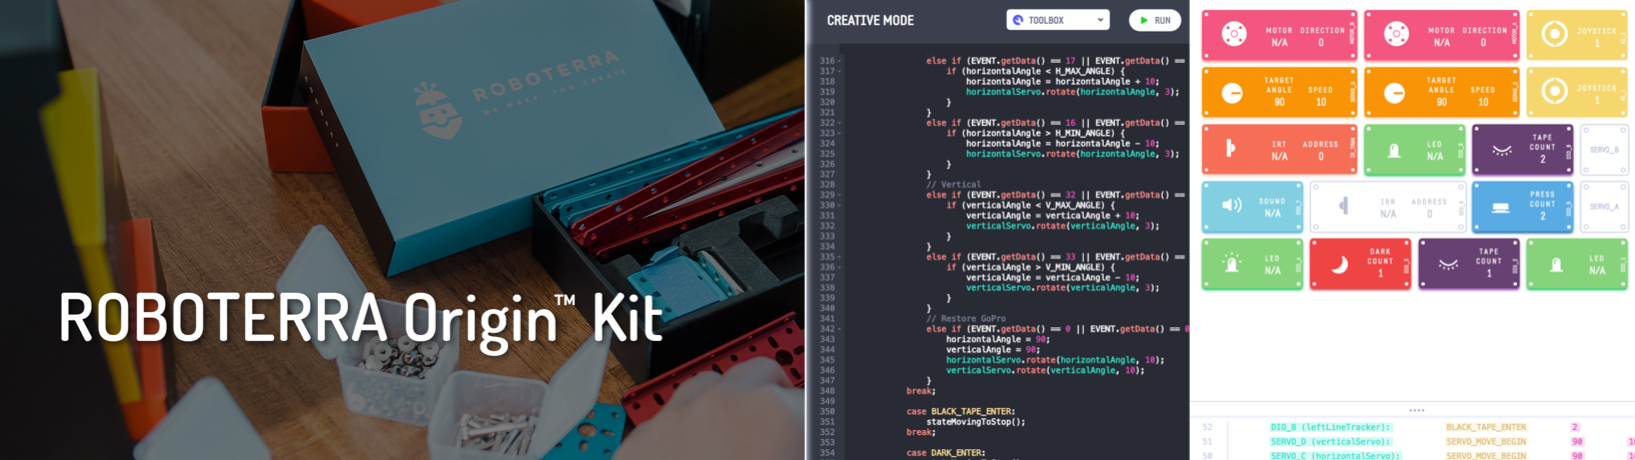 ROBOTERRA
WE MAKE. YOU CREATE.
ROBOTERRA Origin™ Kit
CREATIVE MODE
TOOLBOX
RUN
316 else if (EVENT.getData() == 17 || EVENT.getData() ==
317 if (horizontalAngle < H_MAX_ANGLE) {
318 horizontalAngle = horizontalAngle + 10;
319 horizontalServo.rotate(horizontalAngle, 3);
320 }
321 }
322 else if (EVENT.getData() == 16 || EVENT.getData() ==
323 if (horizontalAngle > H_MIN_ANGLE) {
324 horizontalAngle = horizontalAngle - 10;
325 horizontalServo.rotate(horizontalAngle, 3);
326 }
327 }
328 // Vertical
329 else if (EVENT.getData() == 32 || EVENT.getData() ==
330 if (verticalAngle < V_MAX_ANGLE) {
331 verticalAngle = verticalAngle + 10;
332 verticalServo.rotate(verticalAngle, 3);
333 }
334 }
335 else if (EVENT.getData() == 33 || EVENT.getData() ==
336 if (verticalAngle > V_MIN_ANGLE) {
337 verticalAngle = verticalAngle - 10;
338 verticalServo.rotate(verticalAngle, 3);
339 }
340 }
341 // Restore GoPro
342 else if (EVENT.getData() == 0 || EVENT.getData() == 0
343 horizontalAngle = 90;
344 verticalAngle = 90;
345 horizontalServo.rotate(horizontalAngle, 10);
346 verticalServo.rotate(verticalAngle, 10);
347 }
348 break;
349
350 case BLACK_TAPE_ENTER:
351 stateMovingToStop();
352 break;
353
354 case DARK_ENTER:
MOTOR N/A DIRECTION 0 MOTOR_B
MOTOR N/A DIRECTION 0 MOTOR_A
JOYSTICK 1
TARGET ANGLE 90 SPEED 10 SERVO_D
TARGET ANGLE 90 SPEED 10 SERVO_C
JOYSTICK 1
IRT N/A ADDRESS 0 IR_TRAN
LED N/A
TAPE COUNT 2 DIO_8
SERVO_B
SOUND N/A
IRR N/A ADDRESS 0
PRESS COUNT 2
SERVO_A
LED N/A
DARK COUNT 1
TAPE COUNT 1
LED N/A
52 DIO_8 (leftLineTracker): BLACK_TAPE_ENTER 2
51 SERVO_D (verticalServo): SERVO_MOVE_BEGIN 90
50 SERVO_C (horizontalServo): SERVO_MOVE_BEGIN 90